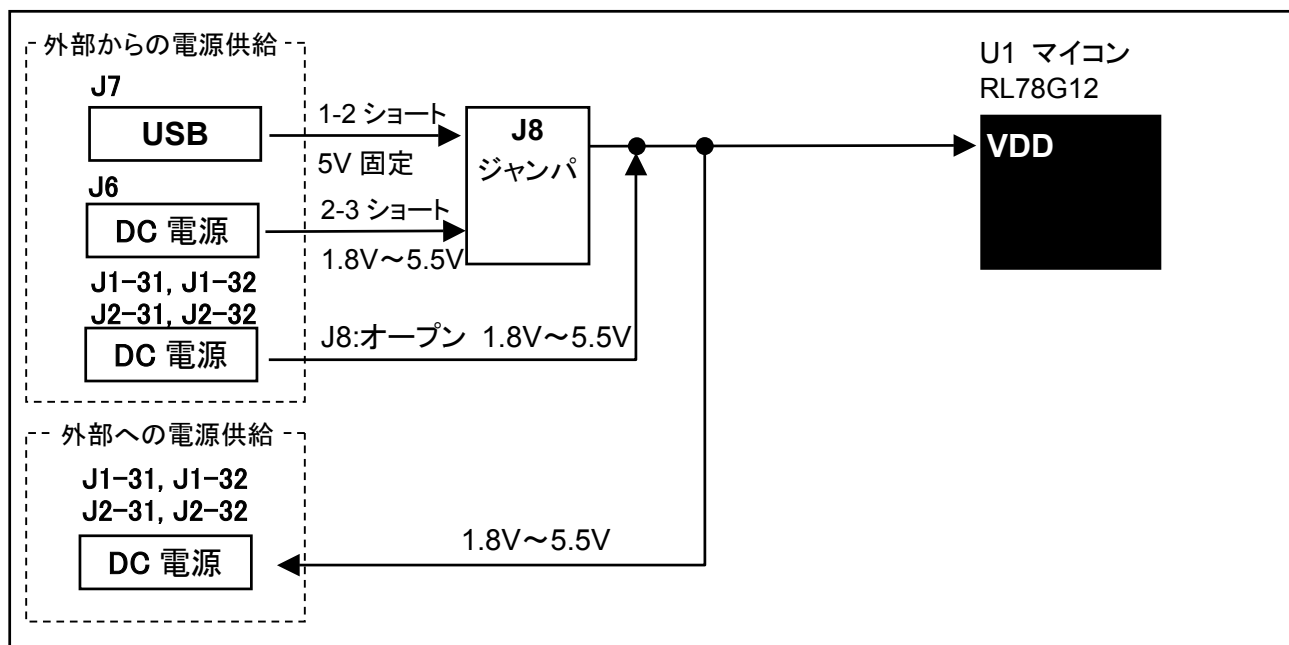 外部からの電源供給
J7
USB
1-2 ショート
5V 固定
J6
DC 電源
2-3 ショート
1.8V～5.5V
J8
ジャンパ
J1-31, J1-32
J2-31, J2-32
DC 電源
J8:オープン 1.8V～5.5V
U1 マイコン
RL78G12
VDD
外部への電源供給
J1-31, J1-32
J2-31, J2-32
DC 電源
1.8V～5.5V